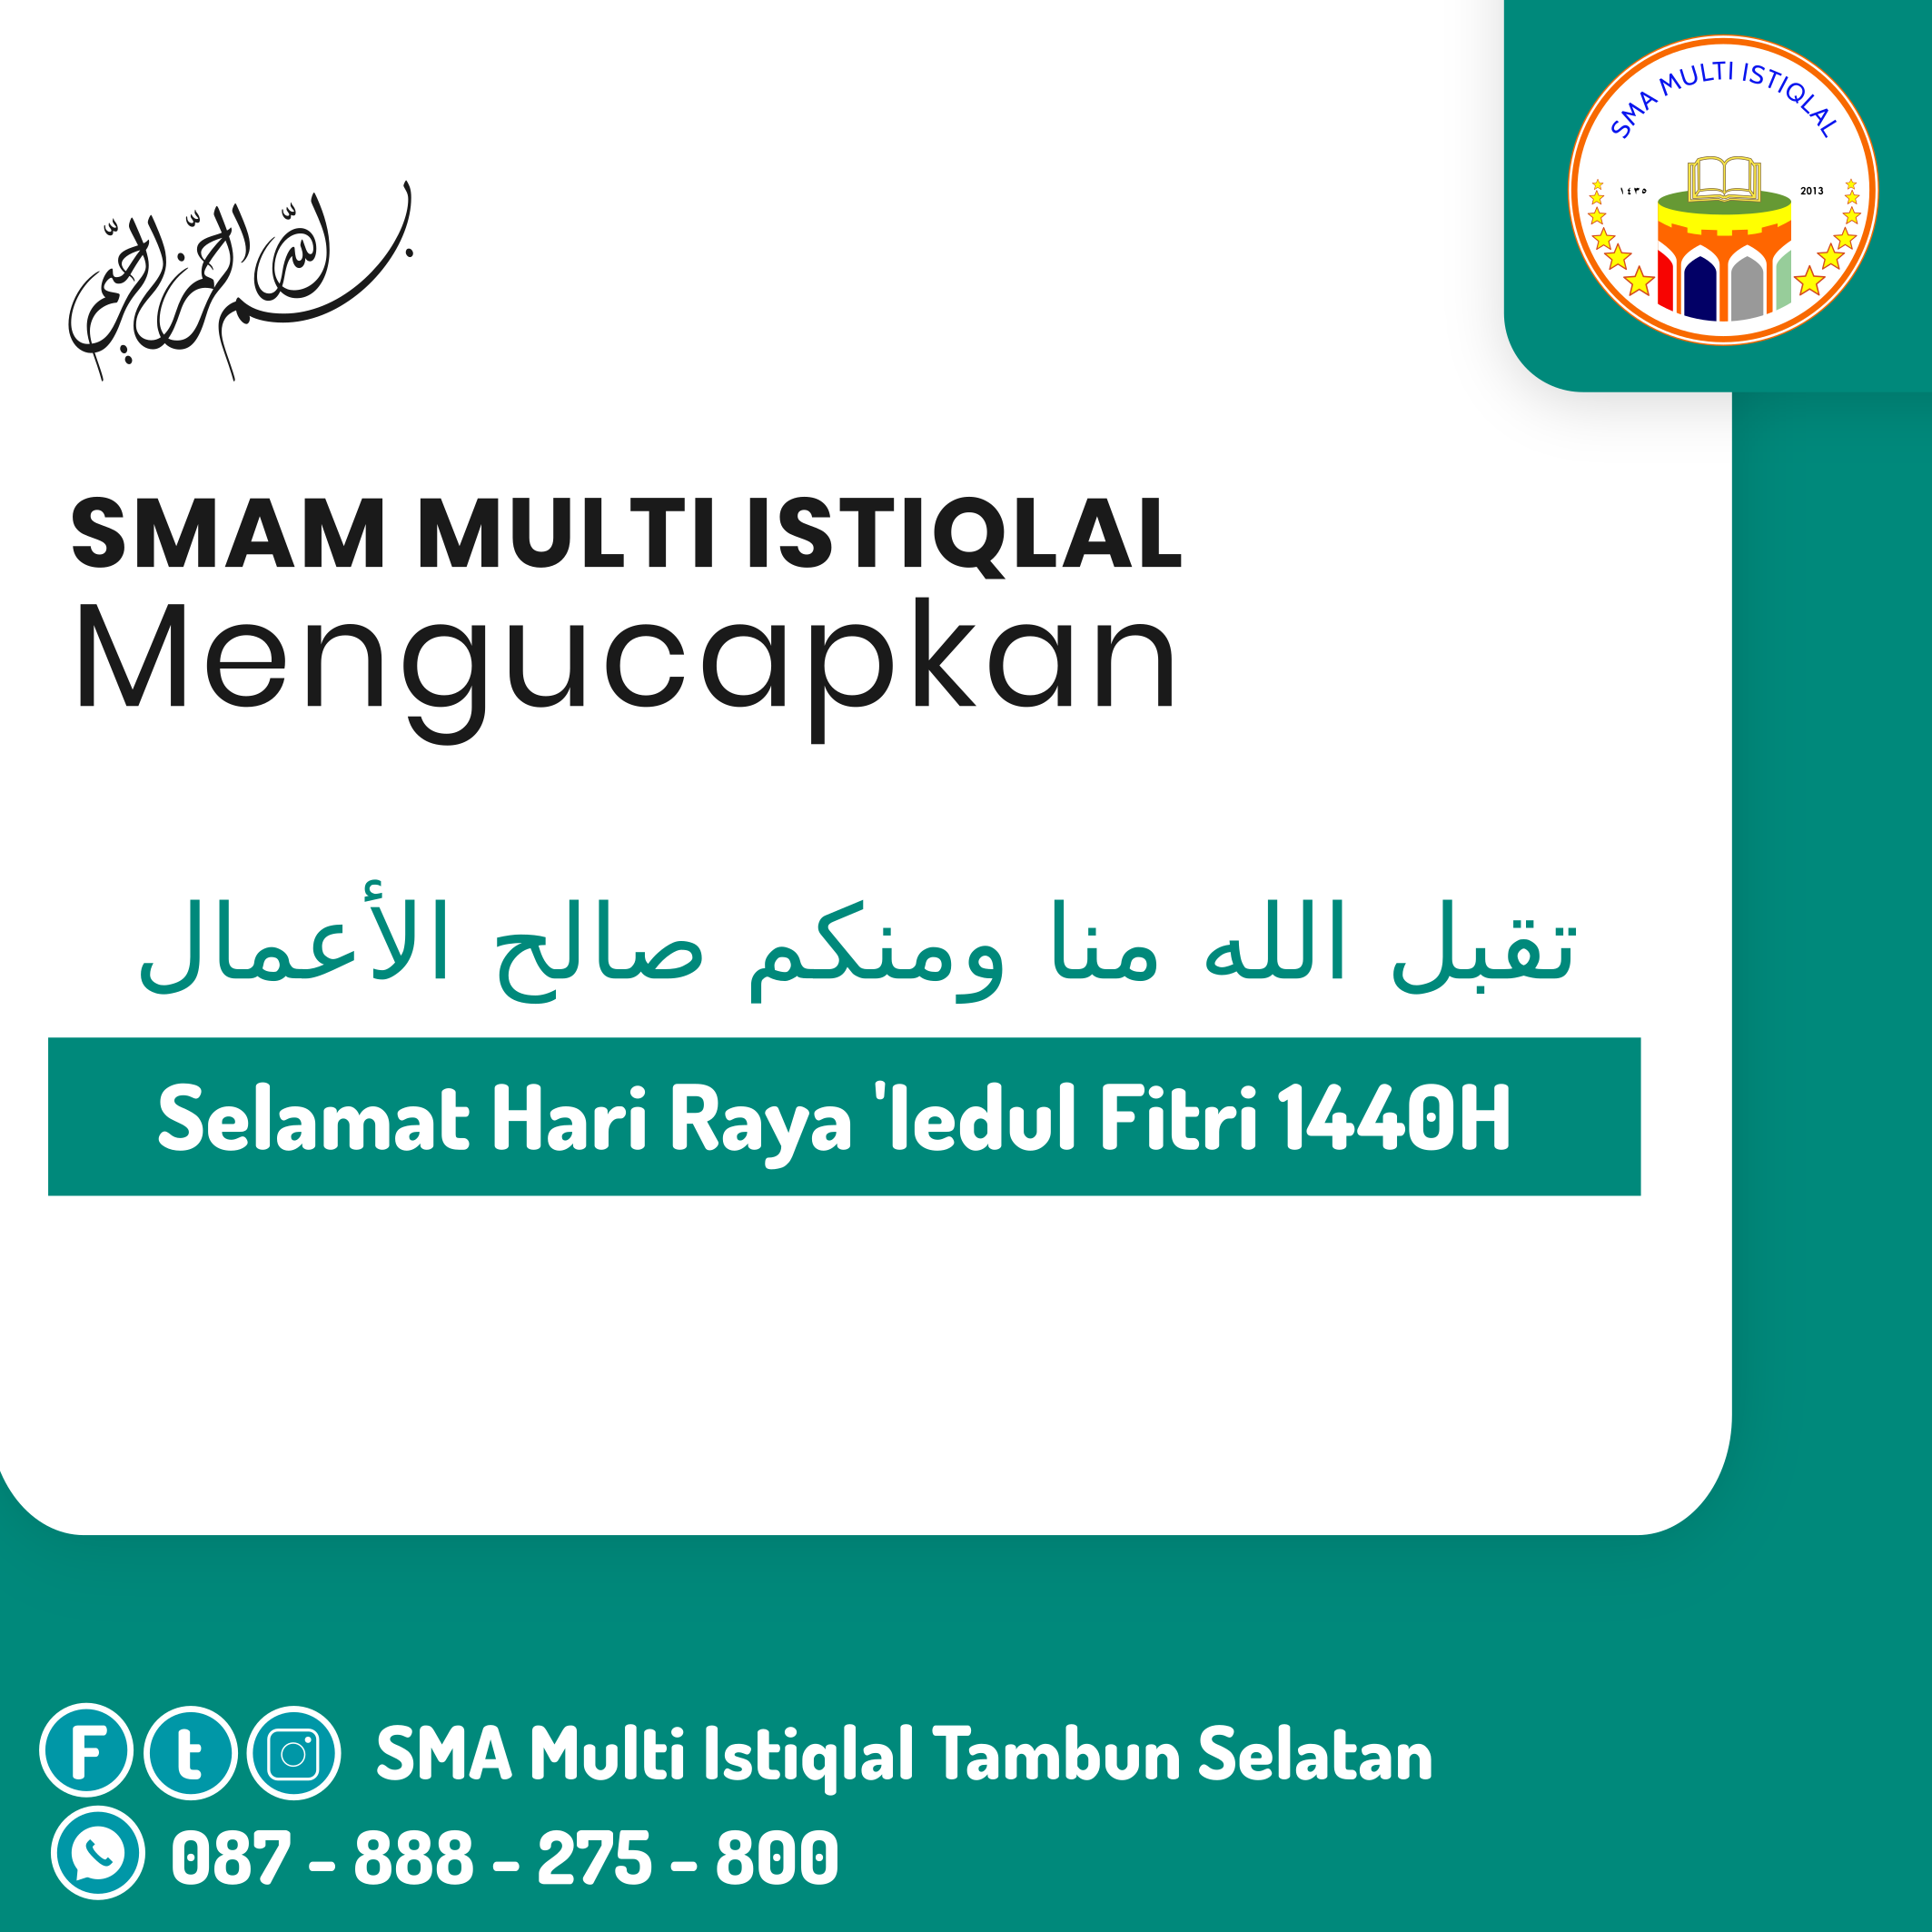 بسم الله الرحمن الرحيم
SMA MULTI ISTIQLAL
١٤٣٥
2013
SMAM MULTI ISTIQLAL
Mengucapkan
تقبل الله منا ومنكم صالح الأعمال
Selamat Hari Raya 'Iedul Fitri 1440H
F t SMA Multi Istiqlal Tambun Selatan
087 - 888 - 275 - 800